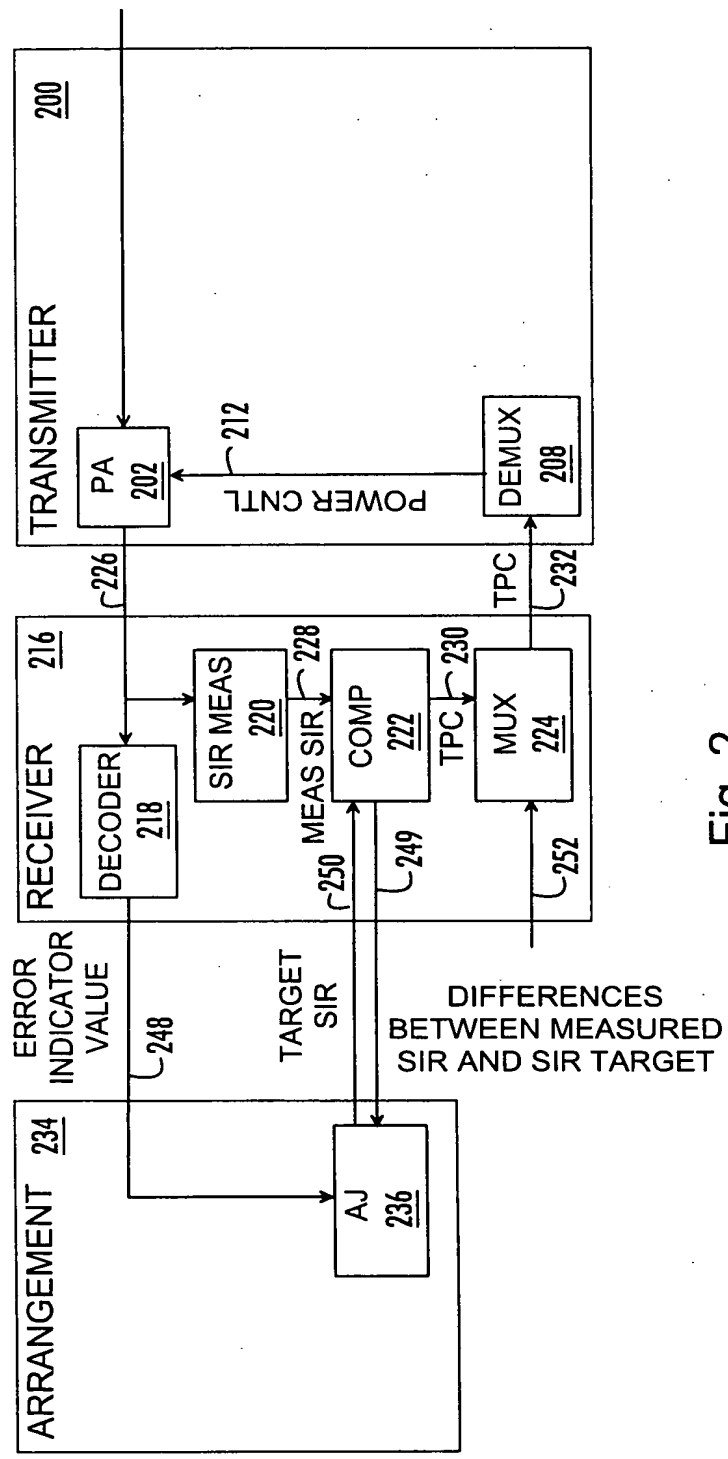 ARRANGEMENT 234
AJ
236
ERROR
INDICATOR
VALUE
248
TARGET
SIR
250
249
DIFFERENCES
BETWEEN MEASURED
SIR AND SIR TARGET
RECEIVER 216
DECODER
218
SIR MEAS
220
MEAS SIR
228
COMP
222
TPC
230
MUX
224
252
226
TPC
232
TRANSMITTER 200
PA
202
POWER CNTL
212
DEMUX
208
Fig. 2